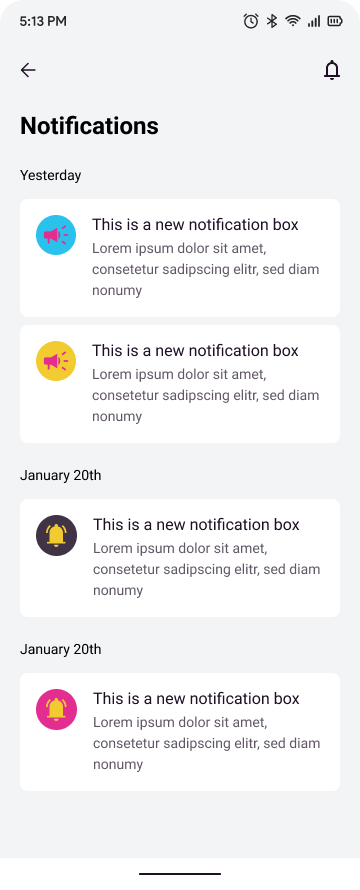 5:13 PM
Notifications
Yesterday
This is a new notification box
Lorem ipsum dolor sit amet,
consetetur sadipscing elitr, sed diam
nonumy
This is a new notification box
Lorem ipsum dolor sit amet,
consetetur sadipscing elitr, sed diam
nonumy
January 20th
This is a new notification box
Lorem ipsum dolor sit amet,
consetetur sadipscing elitr, sed diam
nonumy
January 20th
This is a new notification box
Lorem ipsum dolor sit amet,
consetetur sadipscing elitr, sed diam
nonumy